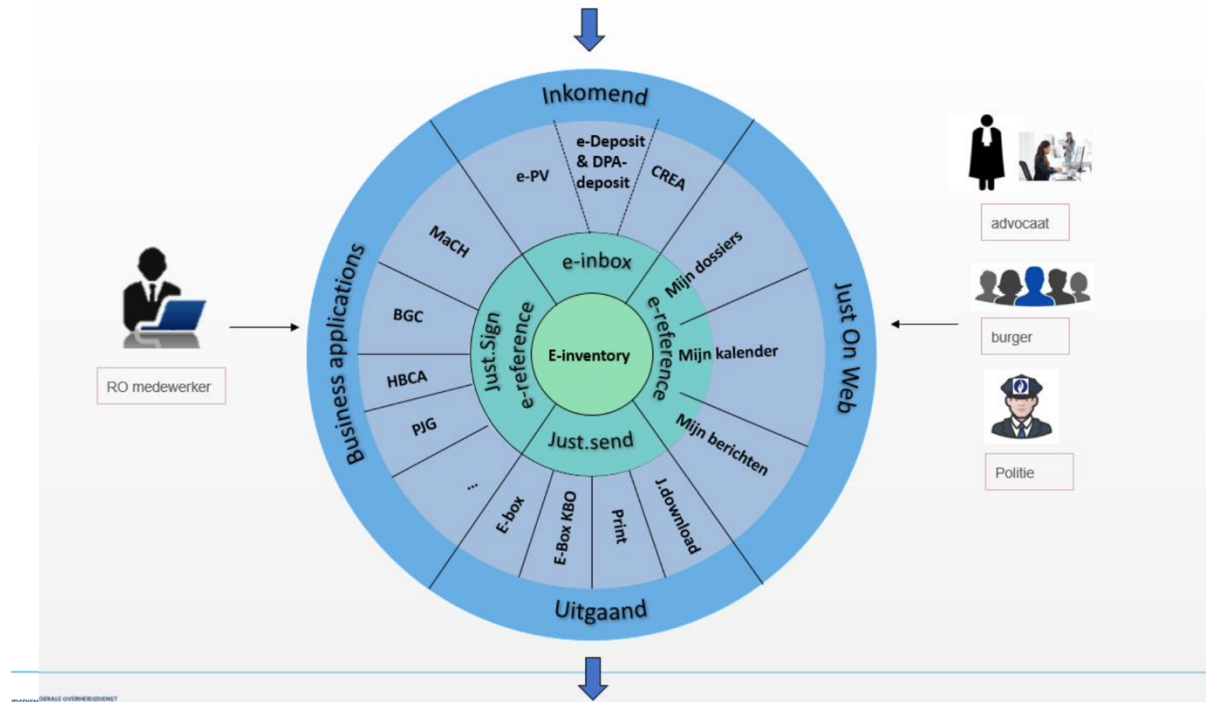 Inkomend
e-PV
e-Deposit
& DPA-
deposit
CREA
Business applications
MaCH
BGC
HBCA
PJG
...
e-inbox
Just.Sign
e-reference
E-inventory
e-reference
Just.send
Mijn dossiers
Mijn kalender
Mijn berichten
Just On Web
E-box
E-Box KBO
Print
J.download
Uitgaand
RO medewerker
advocaat
burger
Politie
DERALE OVERHEIDSDIENST